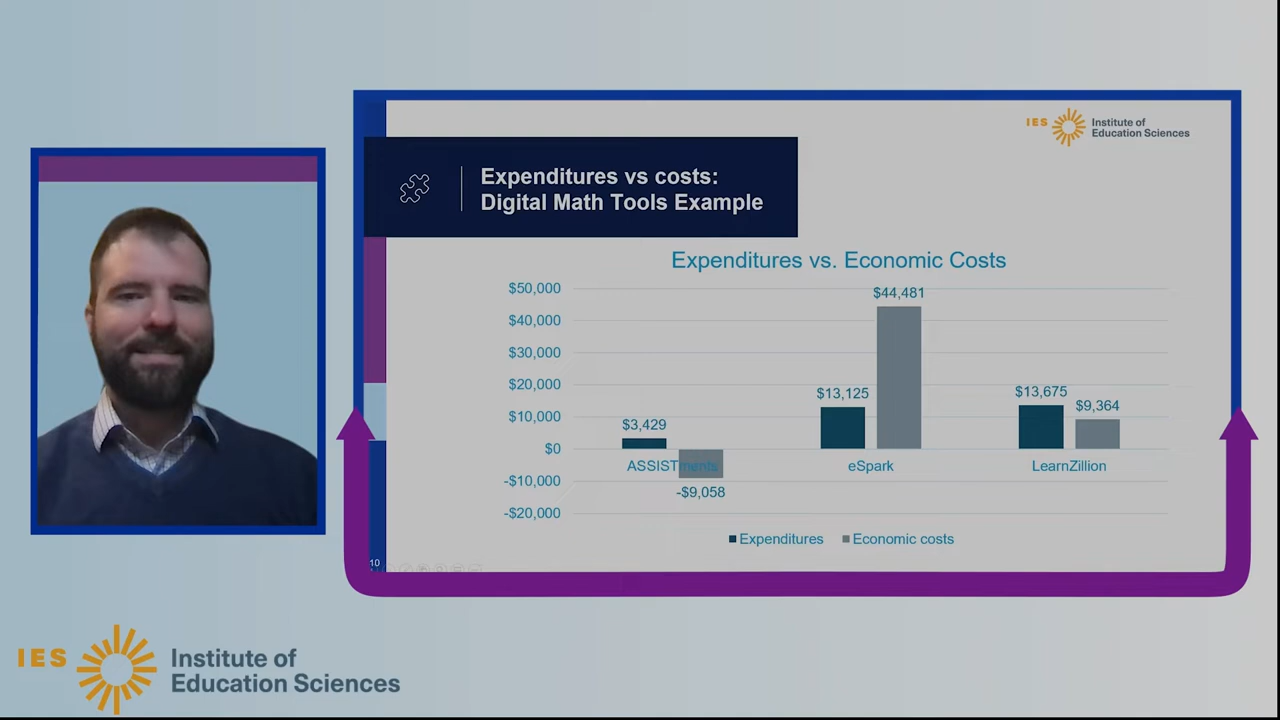 IES Institute of
Education Sciences
Expenditures vs costs:
Digital Math Tools Example
Expenditures vs. Economic Costs
$50,000
$40,000
$30,000
$20,000
$10,000
$0
-$10,000
-$20,000
$3,429
-$9,058
$13,125
$44,481
$13,675
$9,364
ASSISTments
eSpark
LearnZillion
Expenditures
Economic costs
10
IES Institute of
Education Sciences